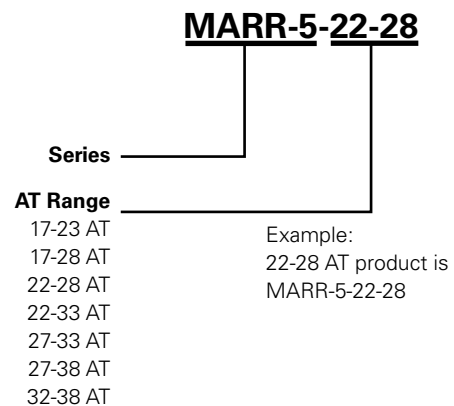 MARR-5-22-28
Series
AT Range
17-23 AT
17-28 AT
22-28 AT
22-33 AT
27-33 AT
27-38 AT
32-38 AT
Example:
22-28 AT product is
MARR-5-22-28